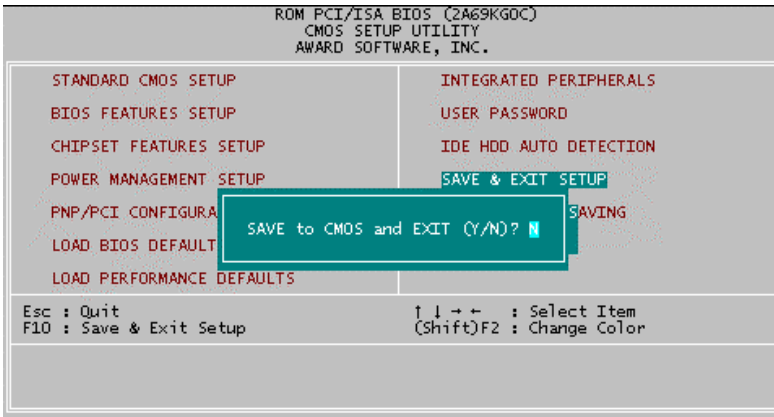 ROM PCI/ISA BIOS (2A69KG0C)
CMOS SETUP UTILITY
AWARD SOFTWARE, INC.
STANDARD CMOS SETUP
BIOS FEATURES SETUP
CHIPSET FEATURES SETUP
POWER MANAGEMENT SETUP
PNP/PCI CONFIGURA
LOAD BIOS DEFAULT
LOAD PERFORMANCE DEFAULTS
INTEGRATED PERIPHERALS
USER PASSWORD
IDE HDD AUTO DETECTION
SAVE & EXIT SETUP
SAVING
SAVE to CMOS and EXIT (Y/N)? N
Esc : Quit
F10 : Save & Exit Setup
↑ ↓ → ← : Select Item
(Shift)F2 : Change Color